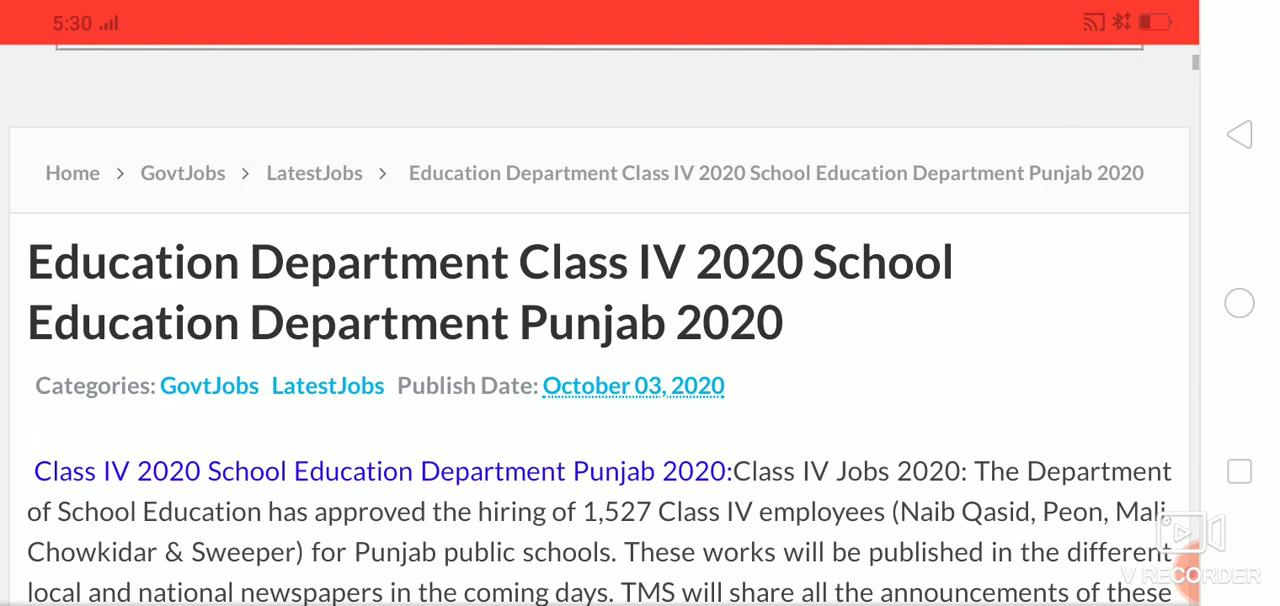 5:30
Home > GovtJobs > LatestJobs > Education Department Class IV 2020 School Education Department Punjab 2020
Education Department Class IV 2020 School
Education Department Punjab 2020
Categories: GovtJobs LatestJobs Publish Date: October 03, 2020
Class IV 2020 School Education Department Punjab 2020:Class IV Jobs 2020: The Department
of School Education has approved the hiring of 1,527 Class IV employees (Naib Qasid, Peon, Mali,
Chowkidar & Sweeper) for Punjab public schools. These works will be published in the different
V RECORDER
local and national newspapers in the coming days. TMS will share all the announcements of these